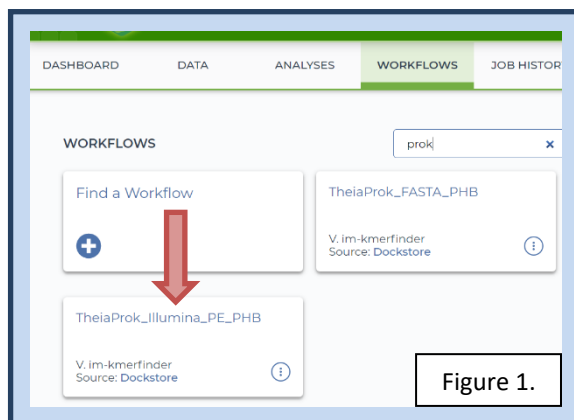 DASHBOARD DATA ANALYSES WORKFLOWS JOB HISTOR
WORKFLOWS
prok
Find a Workflow
TheiaProk_FASTA_PHB
V. im-kmerfinder
Source: Dockstore
TheiaProk_Illumina_PE_PHB
V. im-kmerfinder
Source: Dockstore
Figure 1.